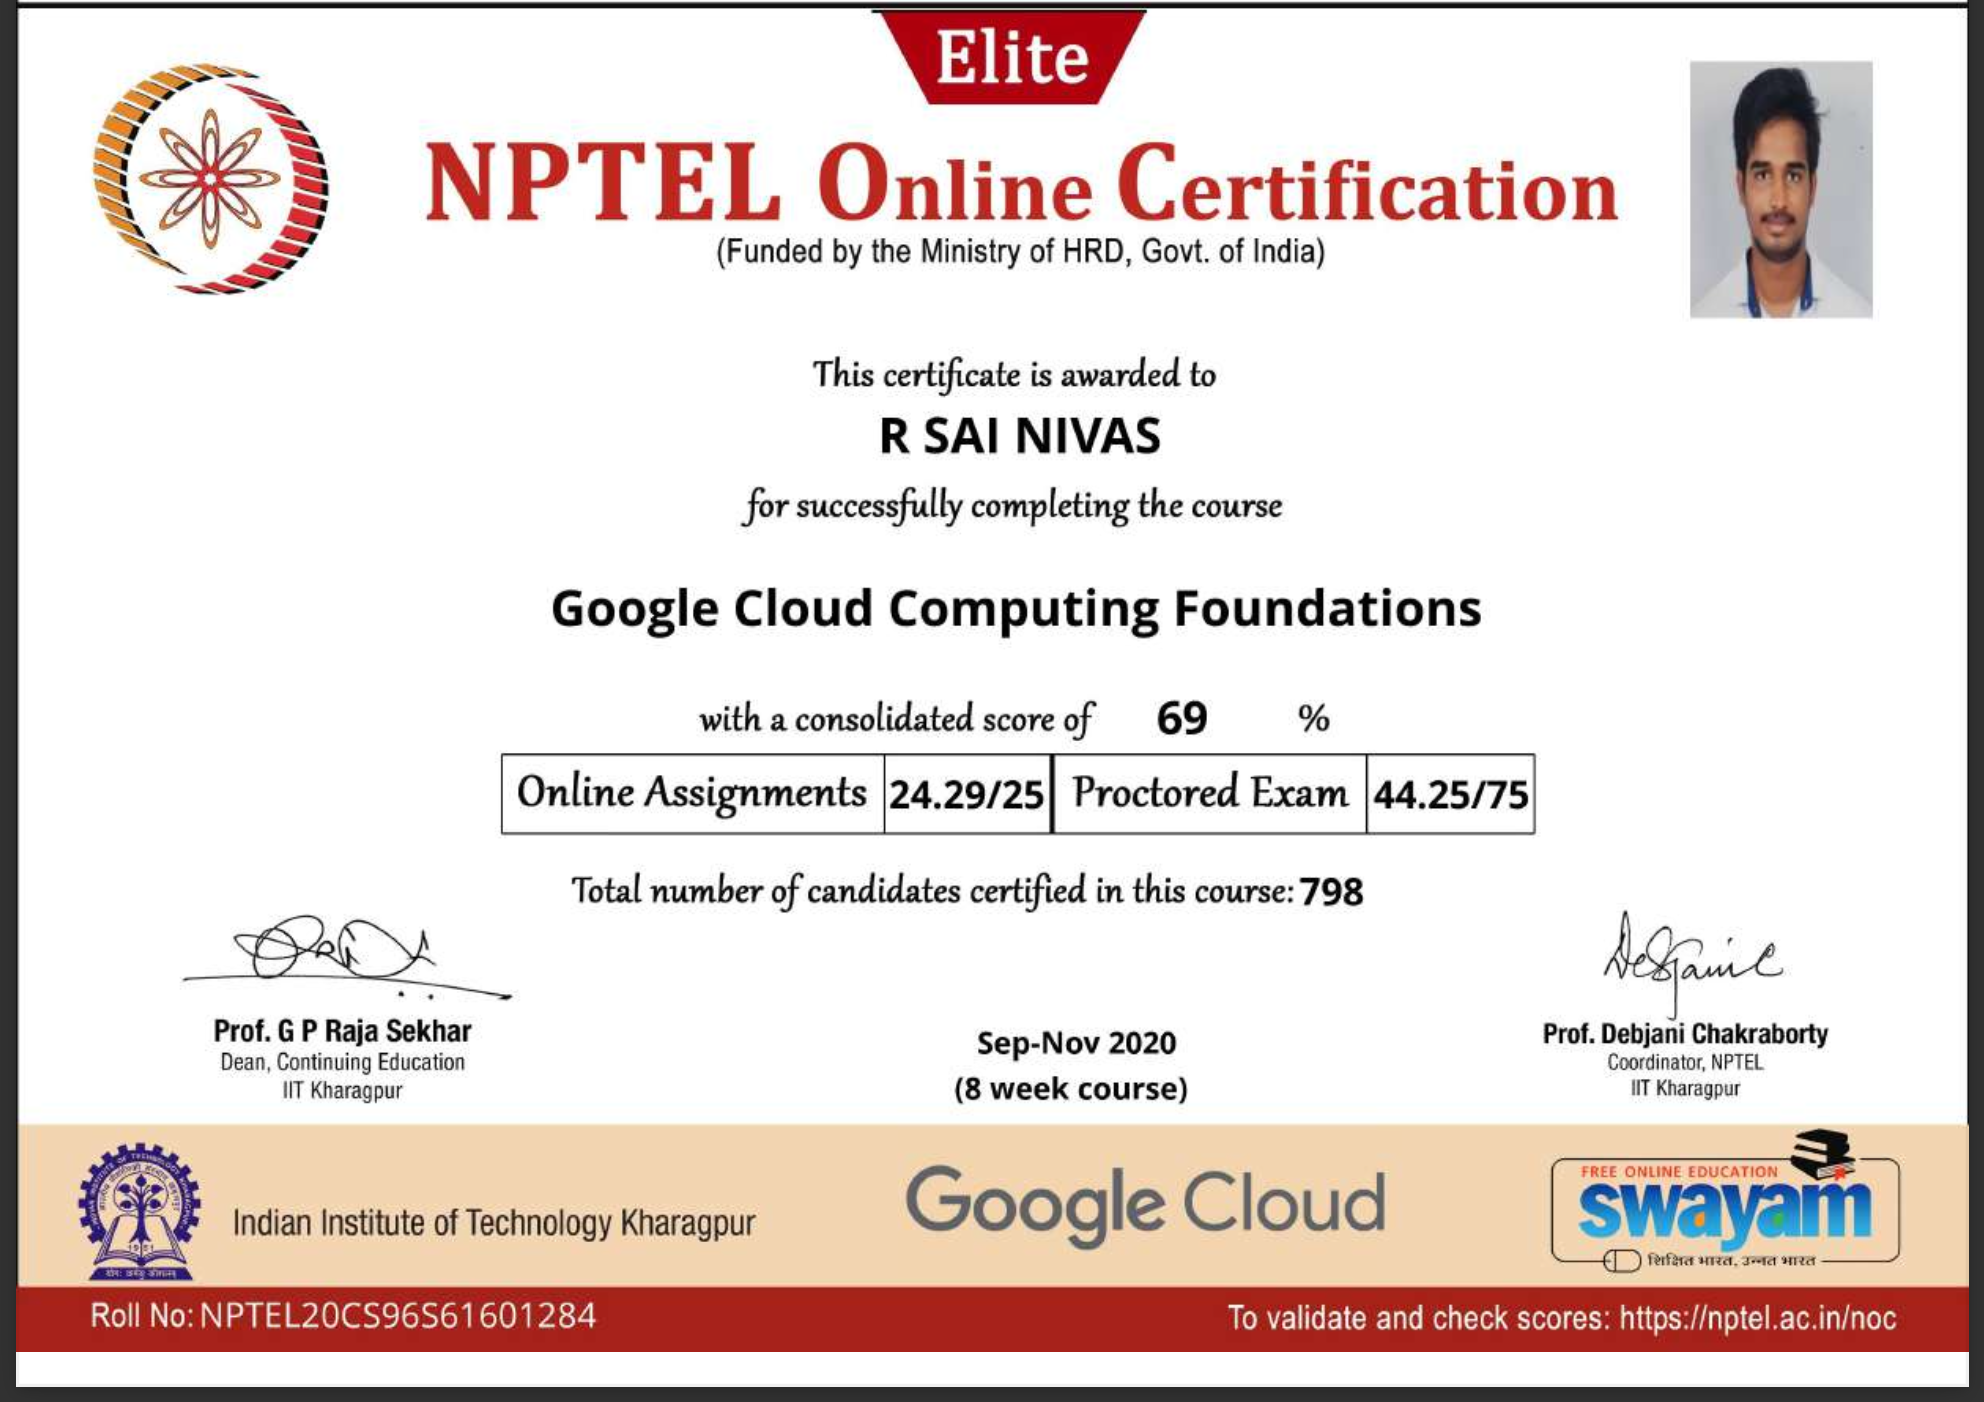 Elite
NPTEL Online Certification
(Funded by the Ministry of HRD, Govt. of India)
This certificate is awarded to
R SAI NIVAS
for successfully completing the course
Google Cloud Computing Foundations
with a consolidated score of 69 %
Online Assignments 24.29/25 Proctored Exam 44.25/75
Total number of candidates certified in this course: 798
Prof. G P Raja Sekhar
Dean, Continuing Education
IIT Kharagpur
Sep-Nov 2020
(8 week course)
Prof. Debjani Chakraborty
Coordinator, NPTEL
IIT Kharagpur
1951
Indian Institute of Technology Kharagpur
Google Cloud
FREE ONLINE EDUCATION
swayam
शिक्षित भारत, उन्नत भारत
Roll No: NPTEL20CS96S61601284
To validate and check scores: https://nptel.ac.in/noc